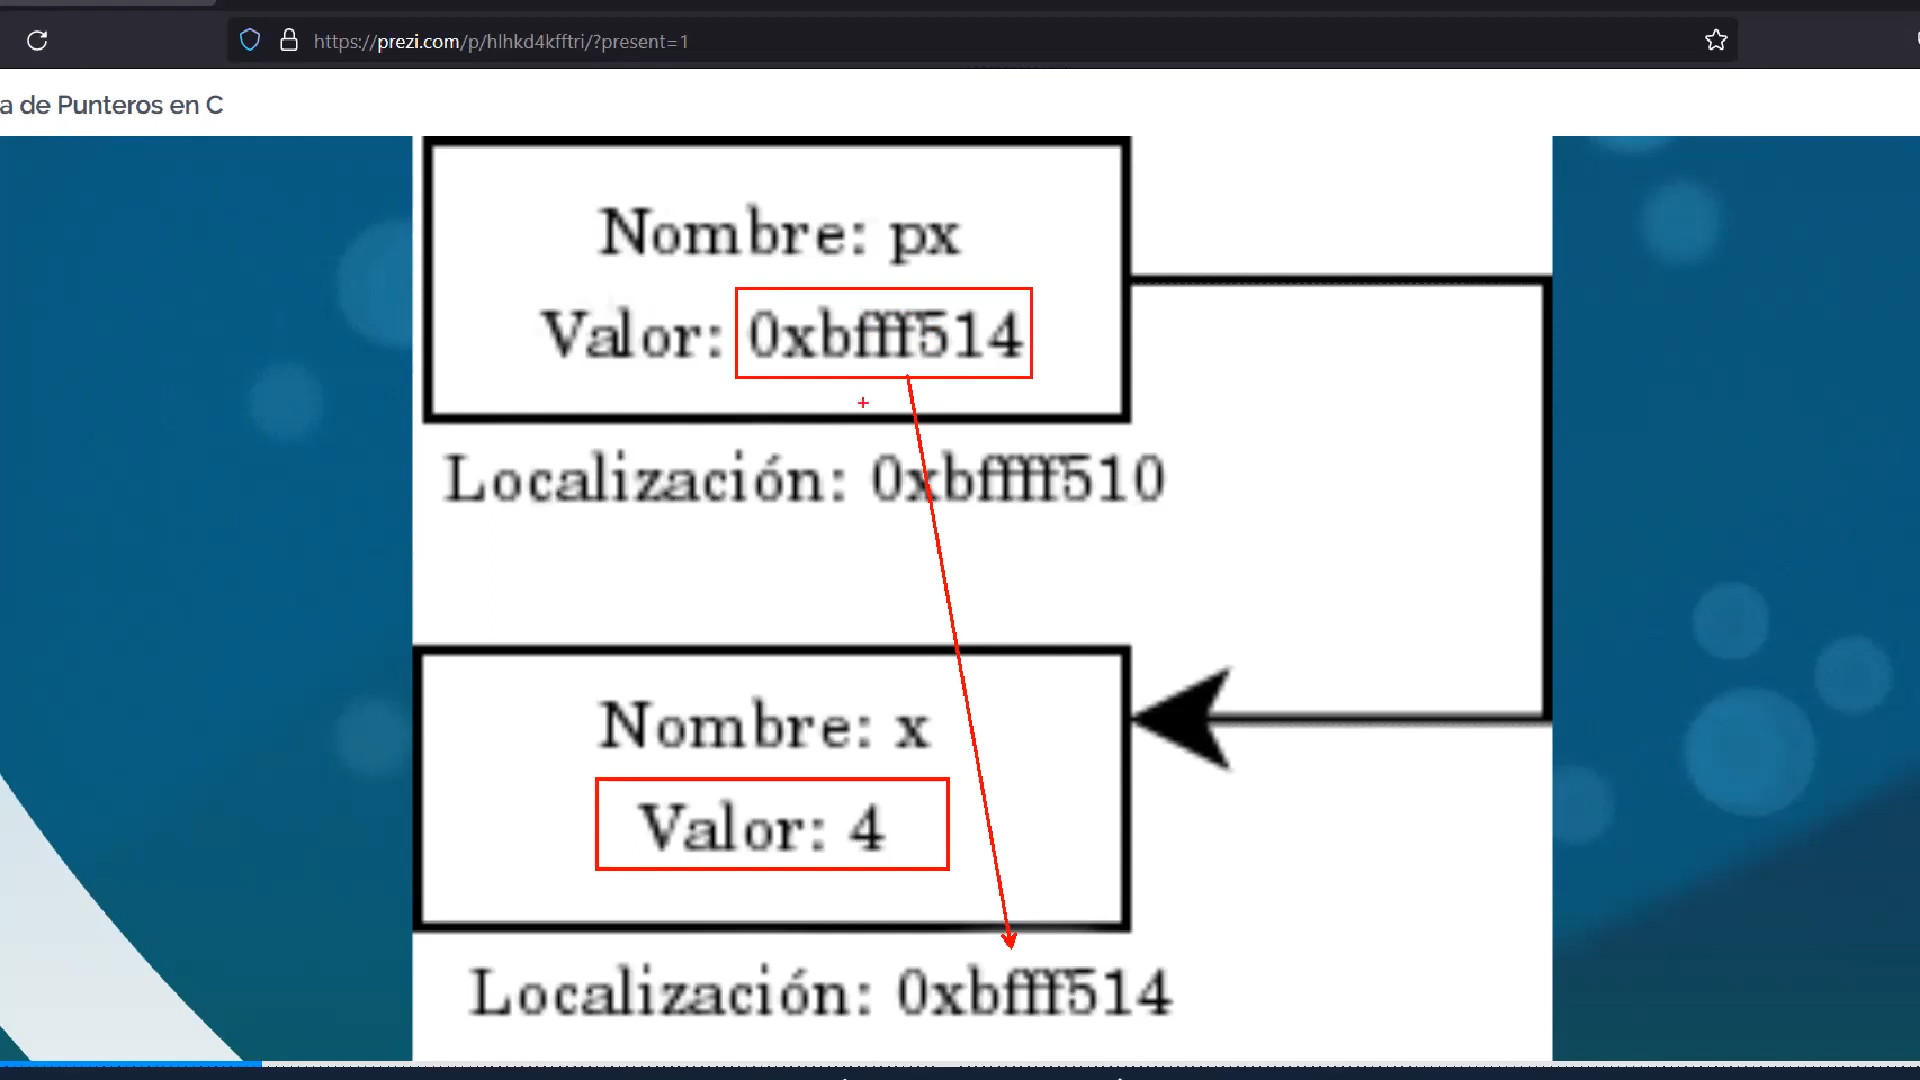 https://prezi.com/p/hlhkd4kfftri/?present=1
a de Punteros en C
Nombre: px
Valor: 0xbfff514
Localización: 0xbffff510
Nombre: x
Valor: 4
Localización: 0xbfff514